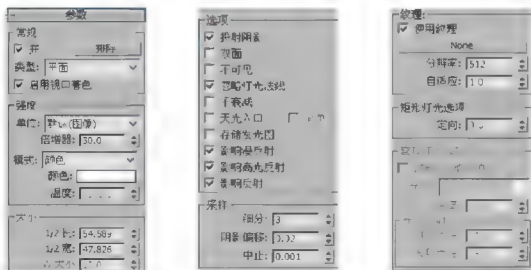 参数
常规
开
排除
类型: 平面
启用视口着色
强度
单位: 默认(图像)
倍增器: 30.0
模式: 颜色
颜色:
温度:
大小
1/2 长: 54.589
1/2 宽: 47.826
选项
投射阴影
双面
不可见
忽略灯光法线
不衰减
天光入口
存储发光图
影响漫反射
影响高光反射
影响反射
采样
细分: 8
阴影偏移: 0.02
中止: 0.001
纹理:
使用纹理
None
分辨率: 512
自适应: 1.0
矩形灯光选项
定向: